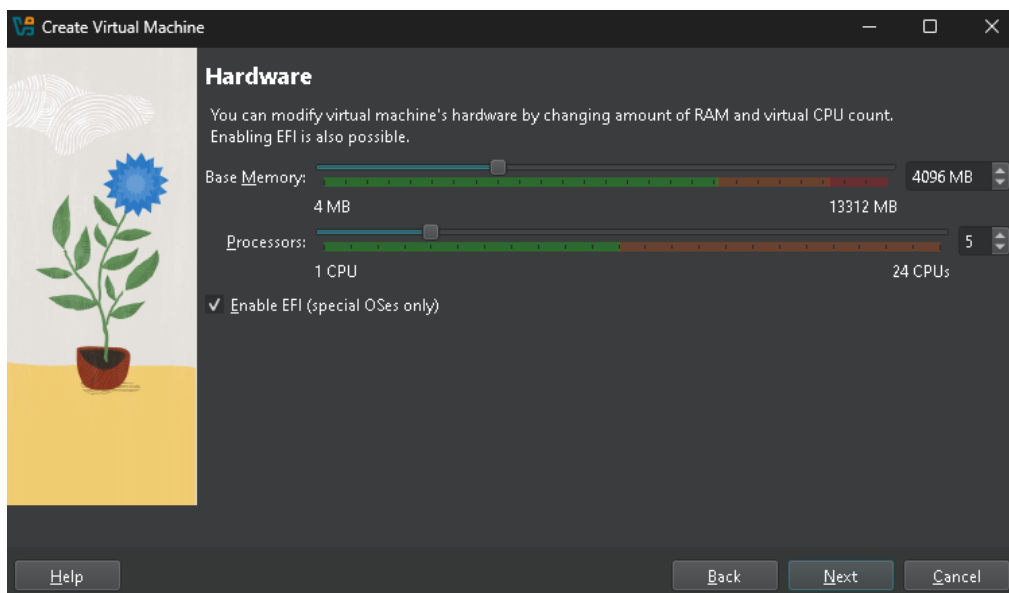 Create Virtual Machine
Hardware
You can modify virtual machine's hardware by changing amount of RAM and virtual CPU count.
Enabling EFI is also possible.
Base Memory: 4096 MB
4 MB 13312 MB
Processors: 5
1 CPU 24 CPUs
Enable EFI (special OSes only)
Help Back Next Cancel